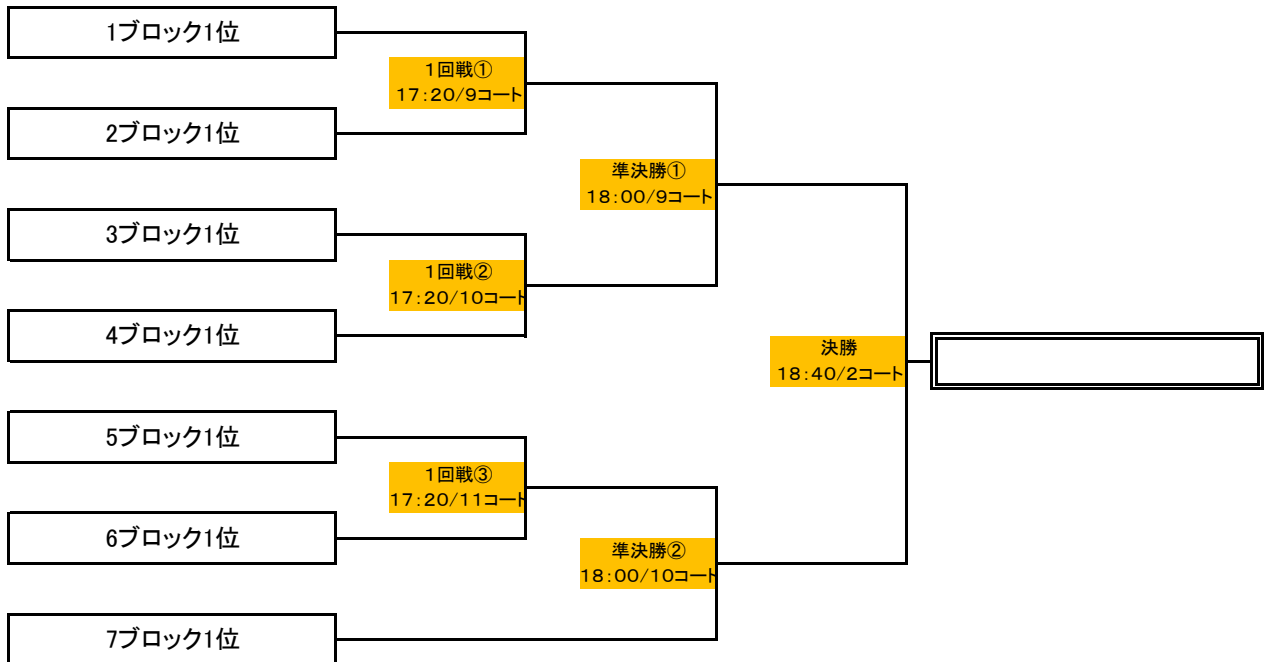 1ブロック1位
1回戦①
17:20/9コート
2ブロック1位
準決勝①
18:00/9コート
3ブロック1位
1回戦②
17:20/10コート
4ブロック1位
決勝
18:40/2コート
5ブロック1位
1回戦③
17:20/11コート
6ブロック1位
準決勝②
18:00/10コート
7ブロック1位